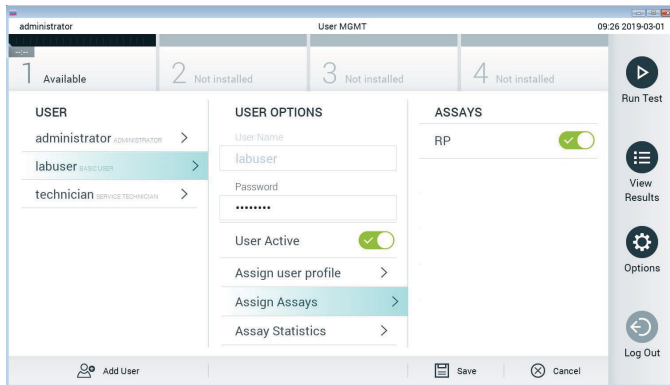 administrator User MGMT 09:26 2019-03-01
--:--
1 Available 2 Not installed 3 Not installed 4 Not installed
Run Test
USER USER OPTIONS ASSAYS
administrator ADMINISTRATOR > User Name RP
labuser BASIC USER > labuser
technician SERVICE TECHNICIAN > Password
••••••••
View
Results
User Active
Assign user profile >
Options
Assign Assays >
Assay Statistics >
Log Out
Add User Save Cancel